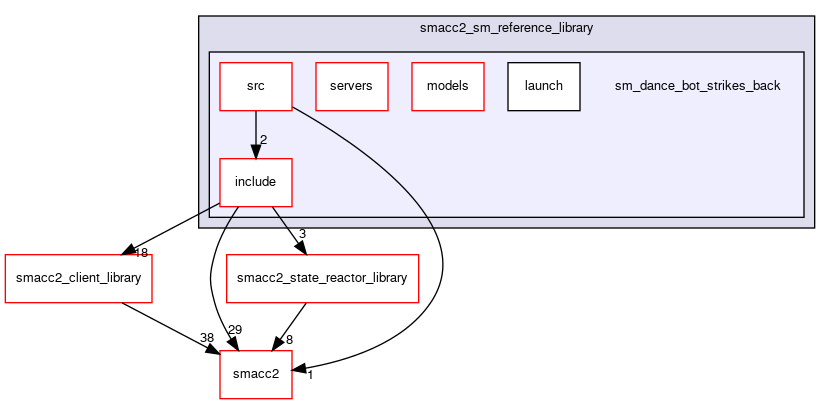 smacc2_sm_reference_library
src
servers
models
launch
sm_dance_bot_strikes_back
2
include
3
18
smacc2_client_library
smacc2_state_reactor_library
29
38
8
smacc2
1